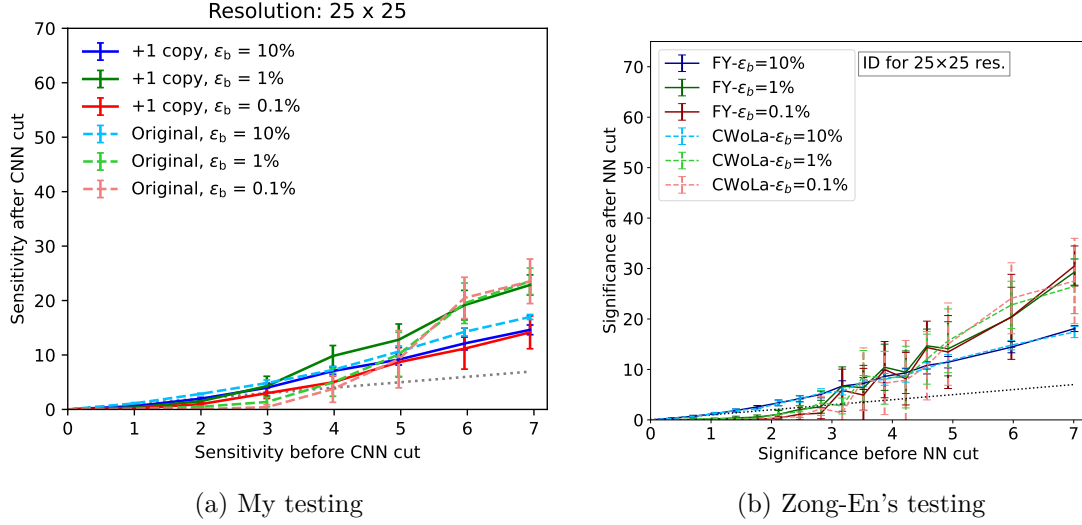 Resolution: 25 x 25
70
60
50
40
30
20
10
0
Sensitivity after CNN cut
+1 copy, εb = 10%
+1 copy, εb = 1%
+1 copy, εb = 0.1%
Original, εb = 10%
Original, εb = 1%
Original, εb = 0.1%
0 1 2 3 4 5 6 7
Sensitivity before CNN cut
(a) My testing
70
60
50
40
30
20
10
0
Significance after NN cut
FY-εb=10%
FY-εb=1%
FY-εb=0.1%
CWoLa-εb=10%
CWoLa-εb=1%
CWoLa-εb=0.1%
ID for 25×25 res.
0 1 2 3 4 5 6 7
Significance before NN cut
(b) Zong-En's testing